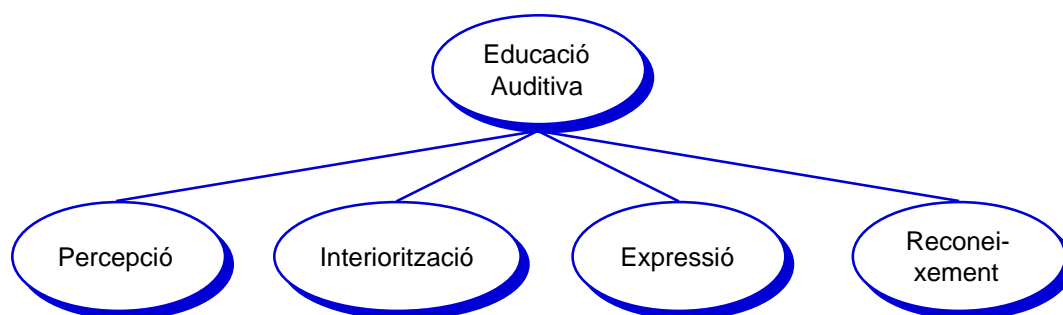 Educació
Auditiva
Percepció
Interiorització
Expressió
Reconei-
xement